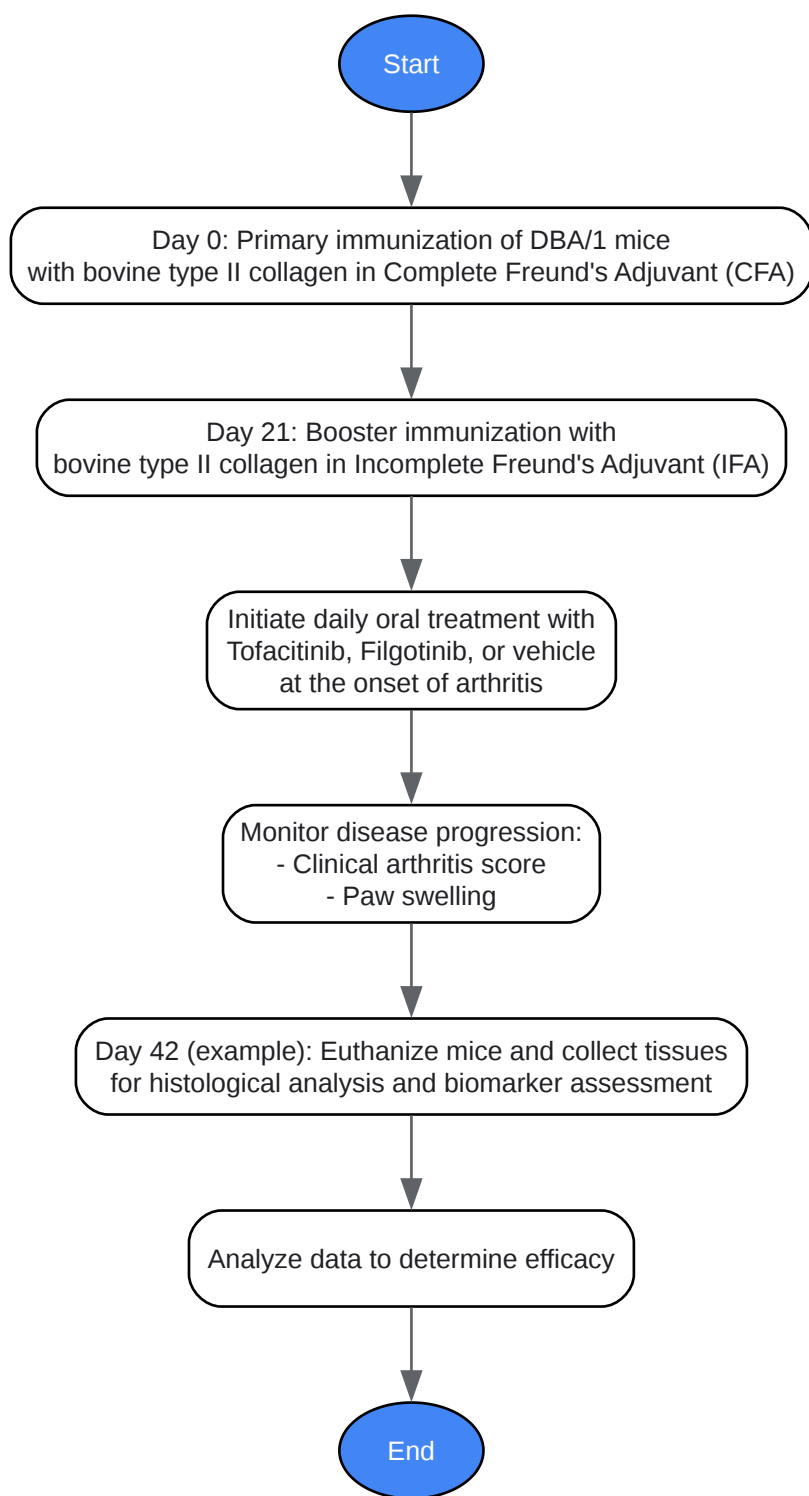 Start
Day 0: Primary immunization of DBA/1 mice
with bovine type II collagen in Complete Freund's Adjuvant (CFA)
Day 21: Booster immunization with
bovine type II collagen in Incomplete Freund's Adjuvant (IFA)
Initiate daily oral treatment with
Tofacitinib, Filgotinib, or vehicle
at the onset of arthritis
Monitor disease progression:
- Clinical arthritis score
- Paw swelling
Day 42 (example): Euthanize mice and collect tissues
for histological analysis and biomarker assessment
Analyze data to determine efficacy
End